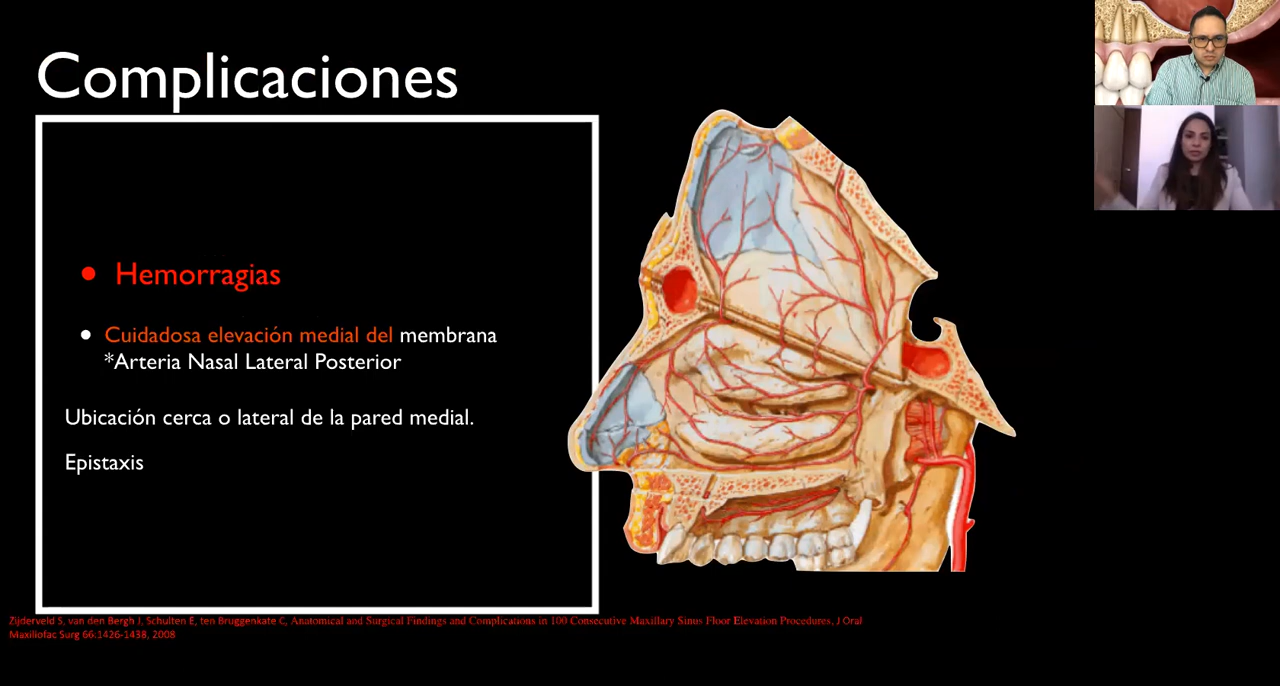 Complicaciones
Hemorragias
Cuidadosa elevación medial del membrana
*Arteria Nasal Lateral Posterior
Ubicación cerca o lateral de la pared medial.
Epistaxis
Zijderveld S, van den Bergh J, Schulten E, ten Bruggenkate C, Anatomical and Surgical Findings and Complications in 100 Consecutive Maxillary Sinus Floor Elevation Procedures, J Oral
Maxillofac Surg 66:1426-1438, 2008